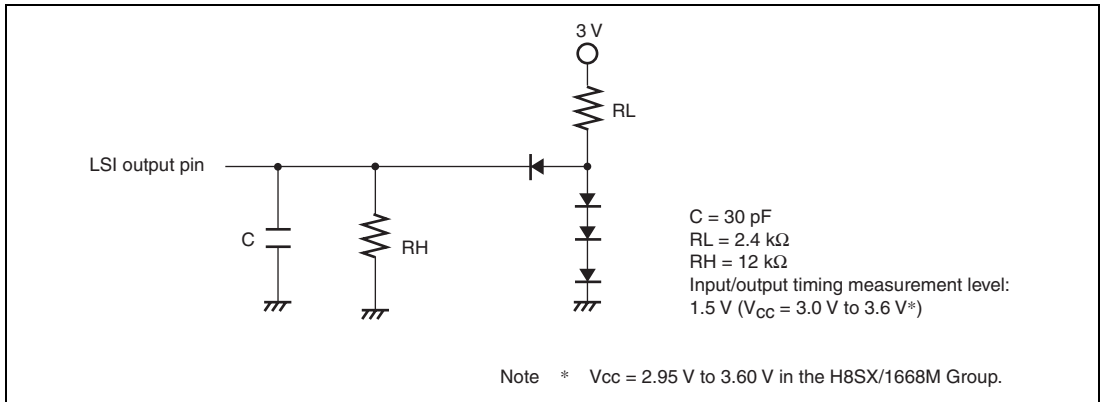 3 V
RL
LSI output pin
C
RH
C = 30 pF
RL = 2.4 kΩ
RH = 12 kΩ
Input/output timing measurement level:
1.5 V (VCC = 3.0 V to 3.6 V*)
Note * Vcc = 2.95 V to 3.60 V in the H8SX/1668M Group.